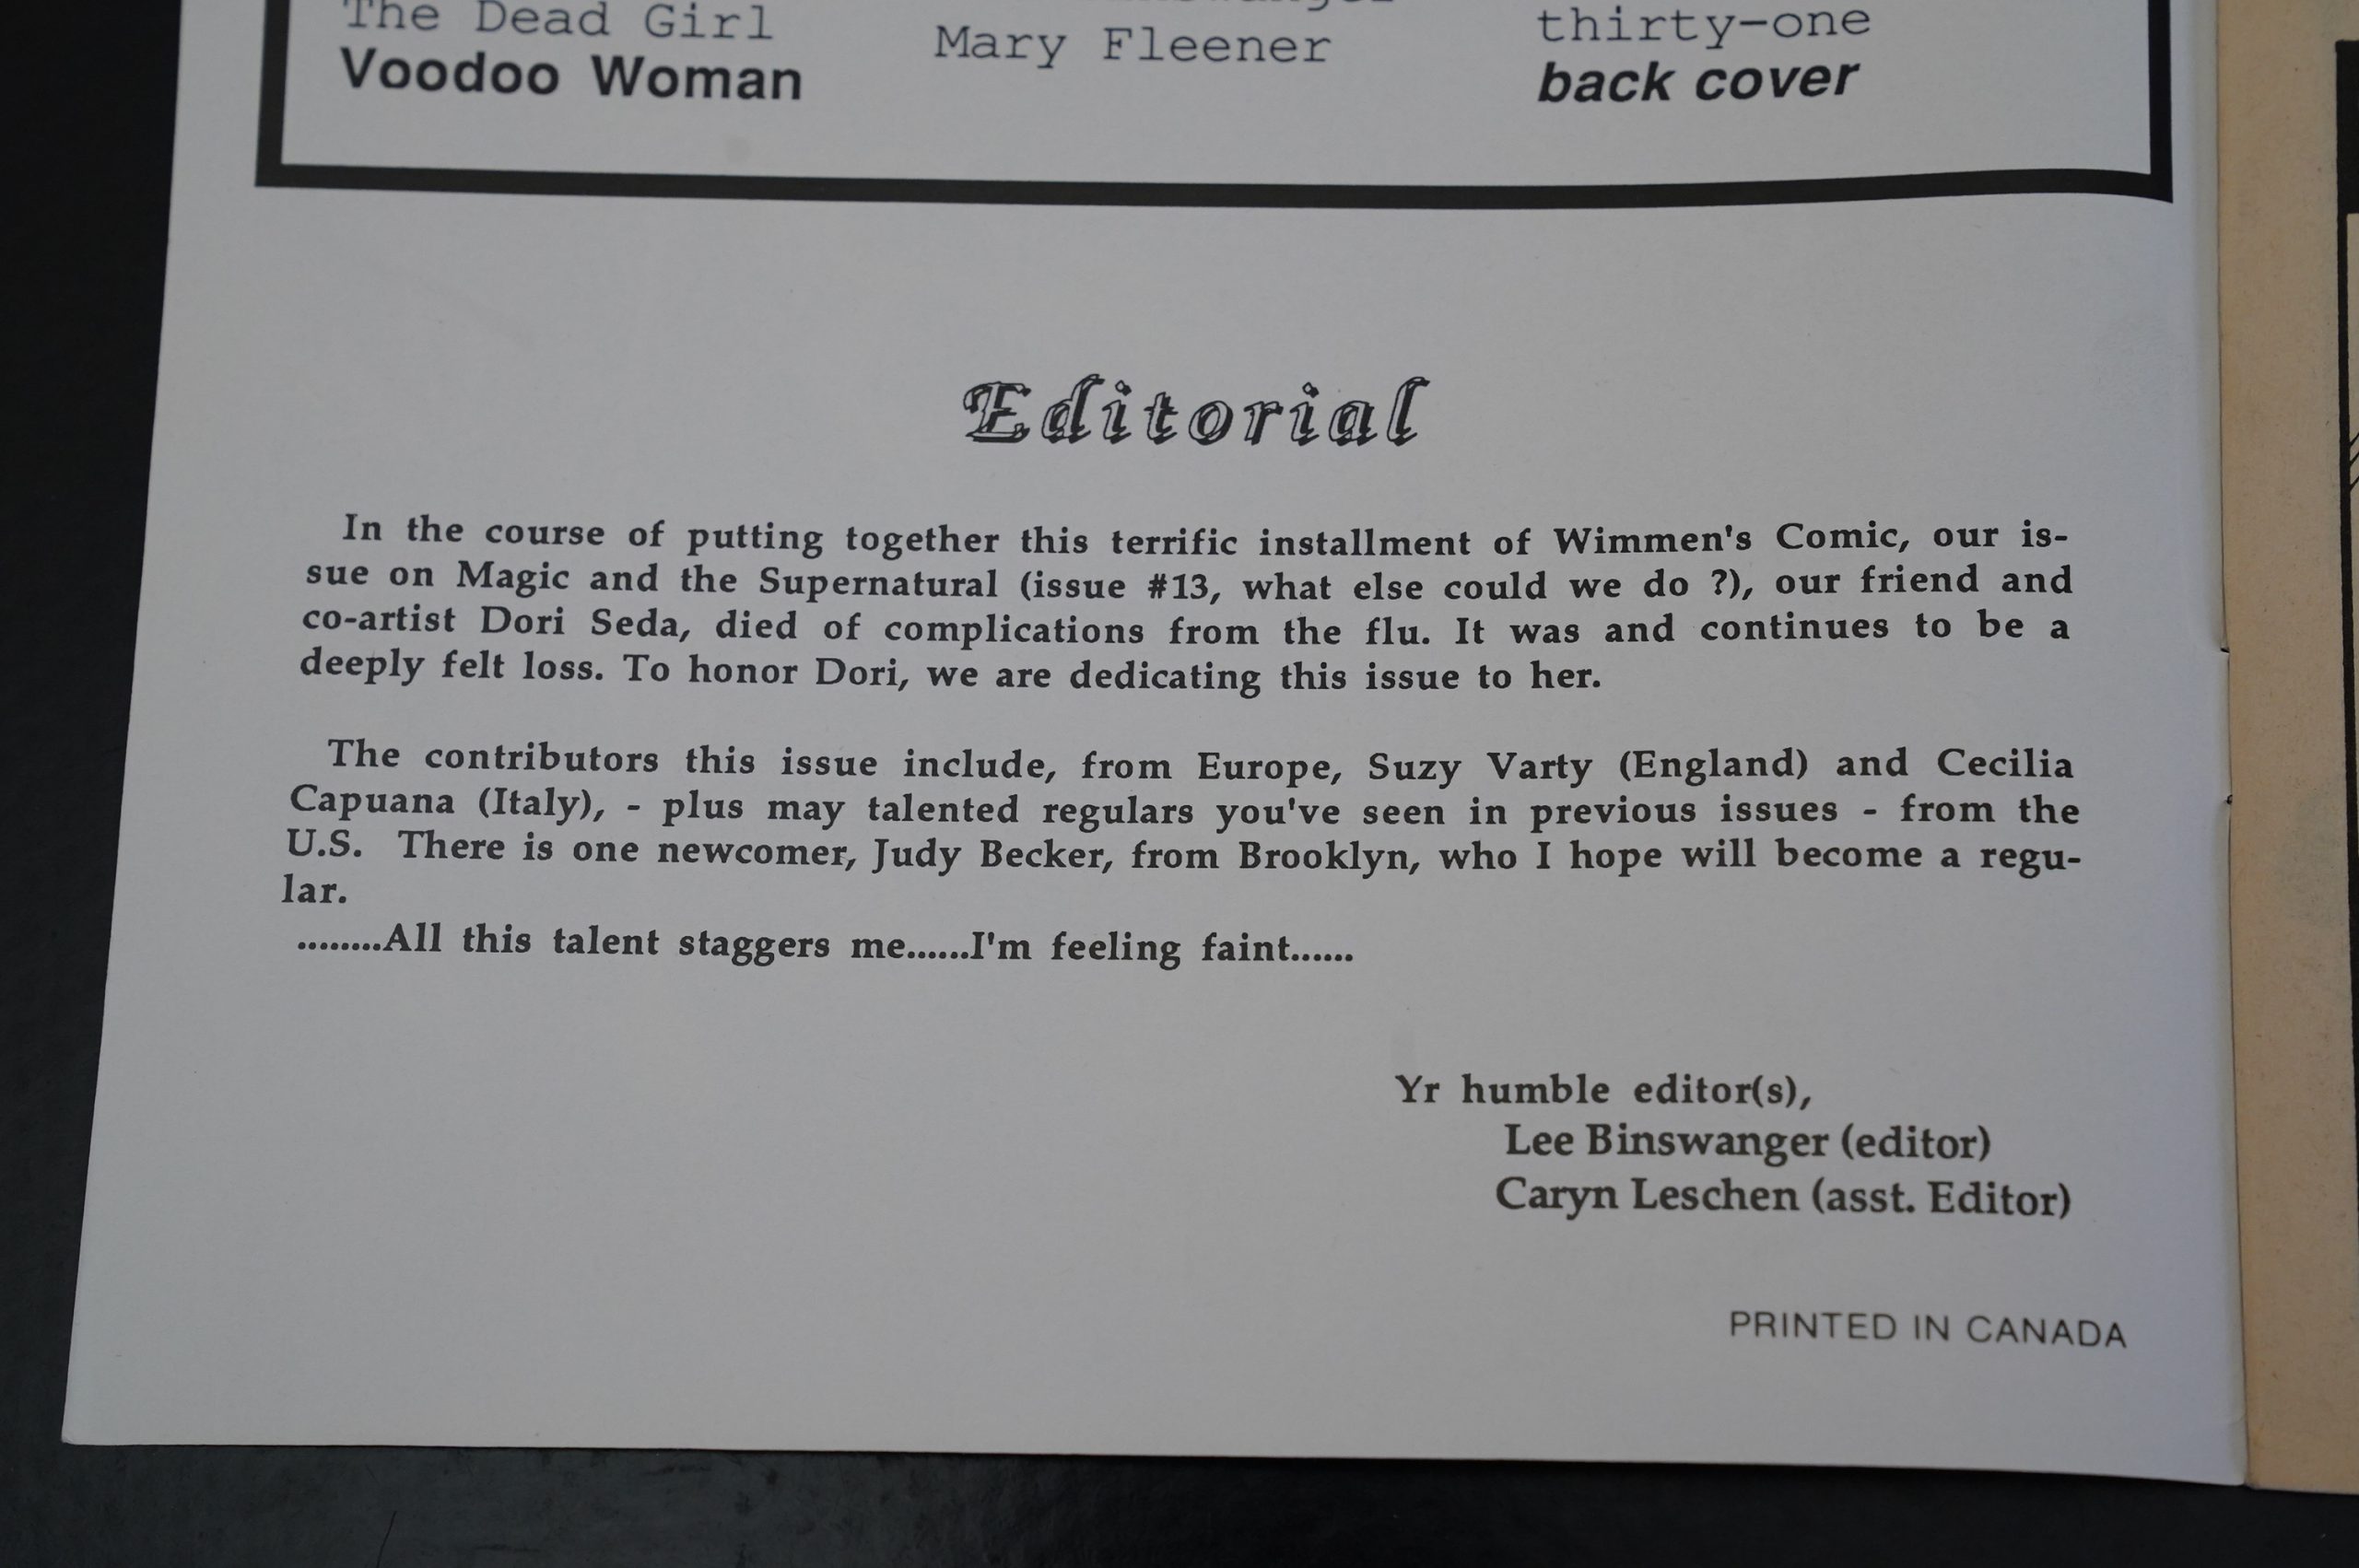 The Dead Girl thirty-one
Voodoo Woman Mary Fleener back cover
Editorial
In the course of putting together this terrific installment of Wimmen's Comic, our is-
sue on Magic and the Supernatural (issue #13, what else could we do ?), our friend and
co-artist Dori Seda, died of complications from the flu. It was and continues to be a
deeply felt loss. To honor Dori, we are dedicating this issue to her.
The contributors this issue include, from Europe, Suzy Varty (England) and Cecilia
Capuana (Italy), - plus may talented regulars you've seen in previous issues - from the
U.S. There is one newcomer, Judy Becker, from Brooklyn, who I hope will become a regu-
lar.
........All this talent staggers me......I'm feeling faint......
Yr humble editor(s),
Lee Binswanger (editor)
Caryn Leschen (asst. Editor)
PRINTED IN CANADA